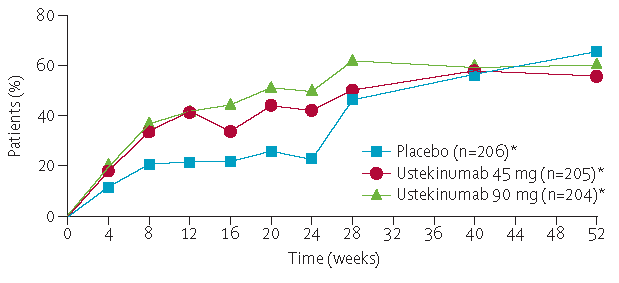 80
60
40
20
0
Patients (%)
Placebo (n=206)*
Ustekinumab 45 mg (n=205)*
Ustekinumab 90 mg (n=204)*
0 4 8 12 16 20 24 28 32 36 40 44 48 52
Time (weeks)